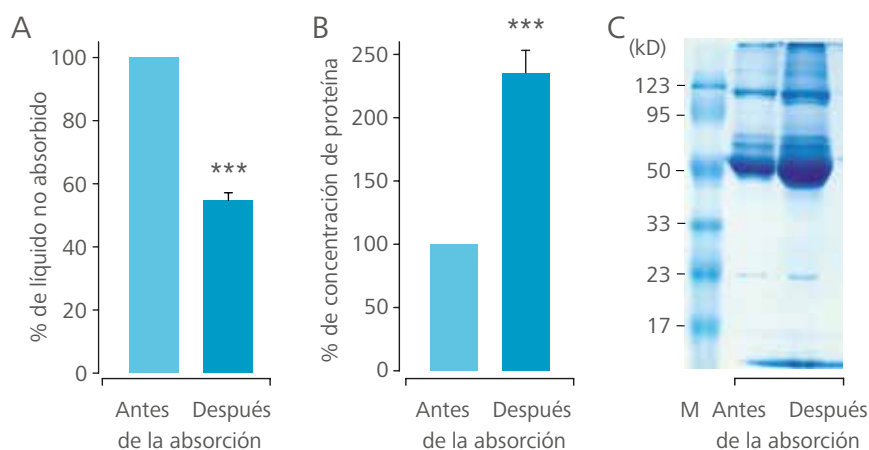 A
% de líquido no absorbido
100
80
60
40
20
0
***
Antes Después
de la absorción
B
% de concentración de proteína
250
200
150
100
50
0
***
Antes Después
de la absorción
C
(kD)
123
95
50
33
23
17
M Antes Después
de la absorción